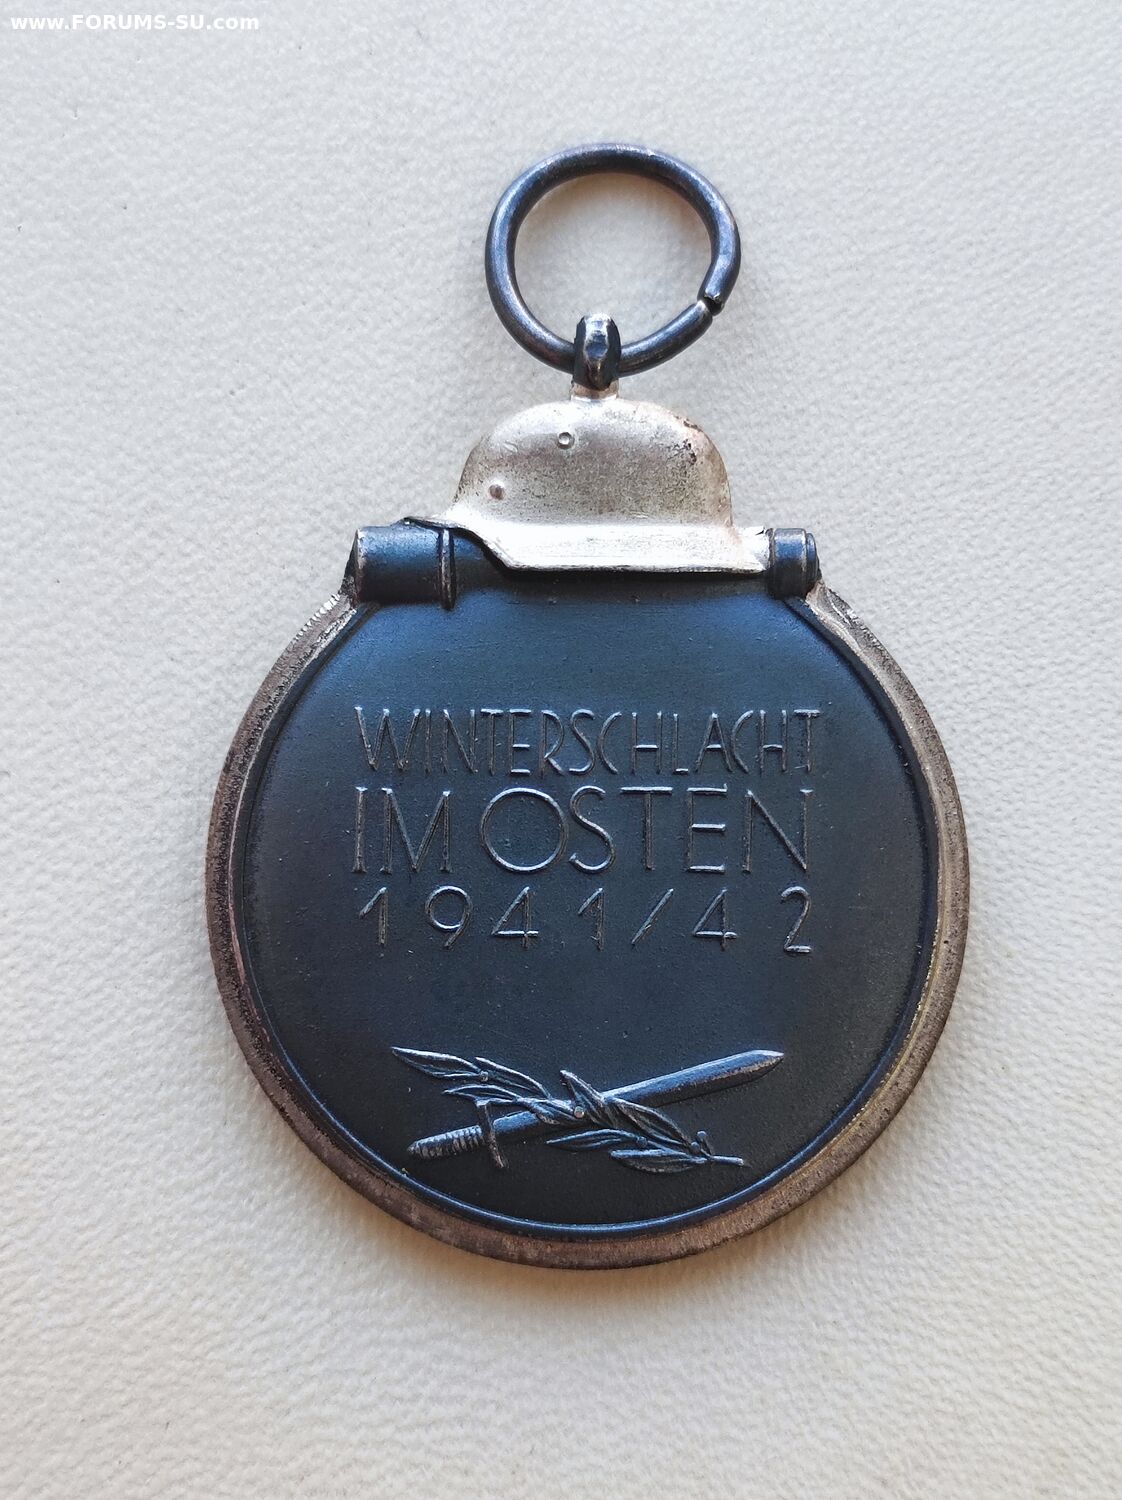 www.FORUMS-SU.com
WINTERSCHLACHT
IM OSTEN
1941/42